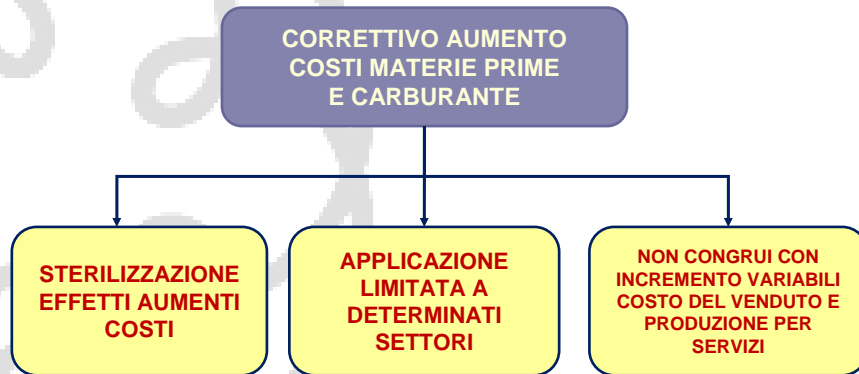 CORRETTIVO AUMENTO
COSTI MATERIE PRIME
E CARBURANTE
STERILIZZAZIONE
EFFETTI AUMENTI
COSTI
APPLICAZIONE
LIMITATA A
DETERMINATI
SETTORI
NON CONGRUI CON
INCREMENTO VARIABILI
COSTO DEL VENDUTO E
PRODUZIONE PER
SERVIZI